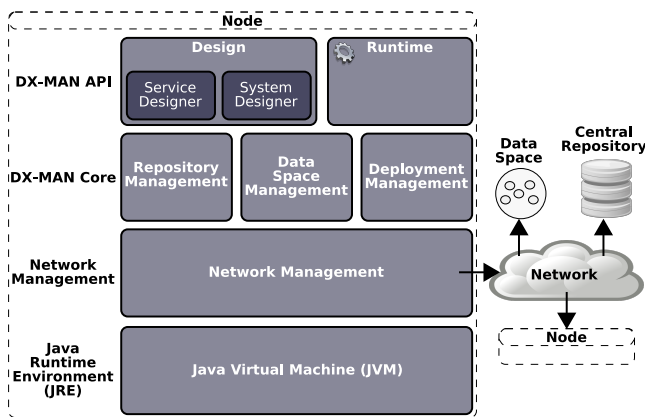 Node
DX-MAN API
Design
Service
Designer
System
Designer
Runtime
DX-MAN Core
Repository
Management
Data
Space
Management
Deployment
Management
Network
Management
Network Management
Java
Runtime
Environment
(JRE)
Java Virtual Machine (JVM)
Data
Space
Central
Repository
Network
Node